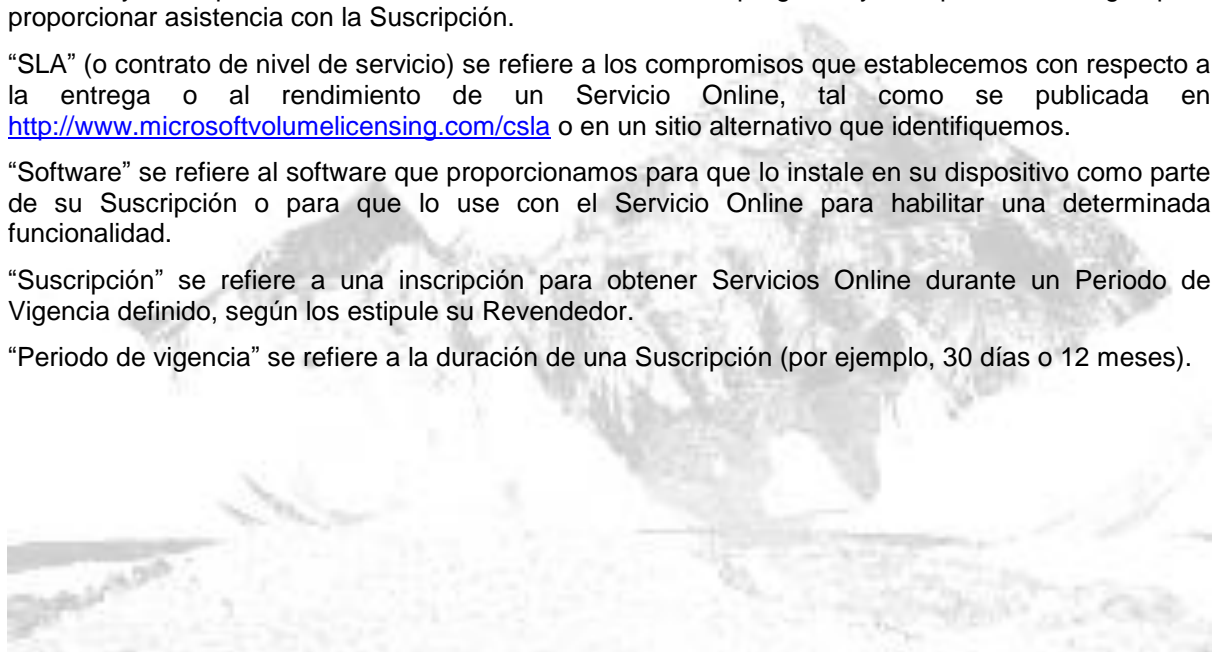 proporcionar asistencia con la Suscripción.
“SLA” (o contrato de nivel de servicio) se refiere a los compromisos que establecemos con respecto a
la entrega o al rendimiento de un Servicio Online, tal como se publicada en
http://www.microsoftvolumelicensing.com/csla o en un sitio alternativo que identifiquemos.
“Software” se refiere al software que proporcionamos para que lo instale en su dispositivo como parte
de su Suscripción o para que lo use con el Servicio Online para habilitar una determinada
funcionalidad.
“Suscripción” se refiere a una inscripción para obtener Servicios Online durante un Periodo de
Vigencia definido, según los estipule su Revendedor.
“Periodo de vigencia” se refiere a la duración de una Suscripción (por ejemplo, 30 días o 12 meses).